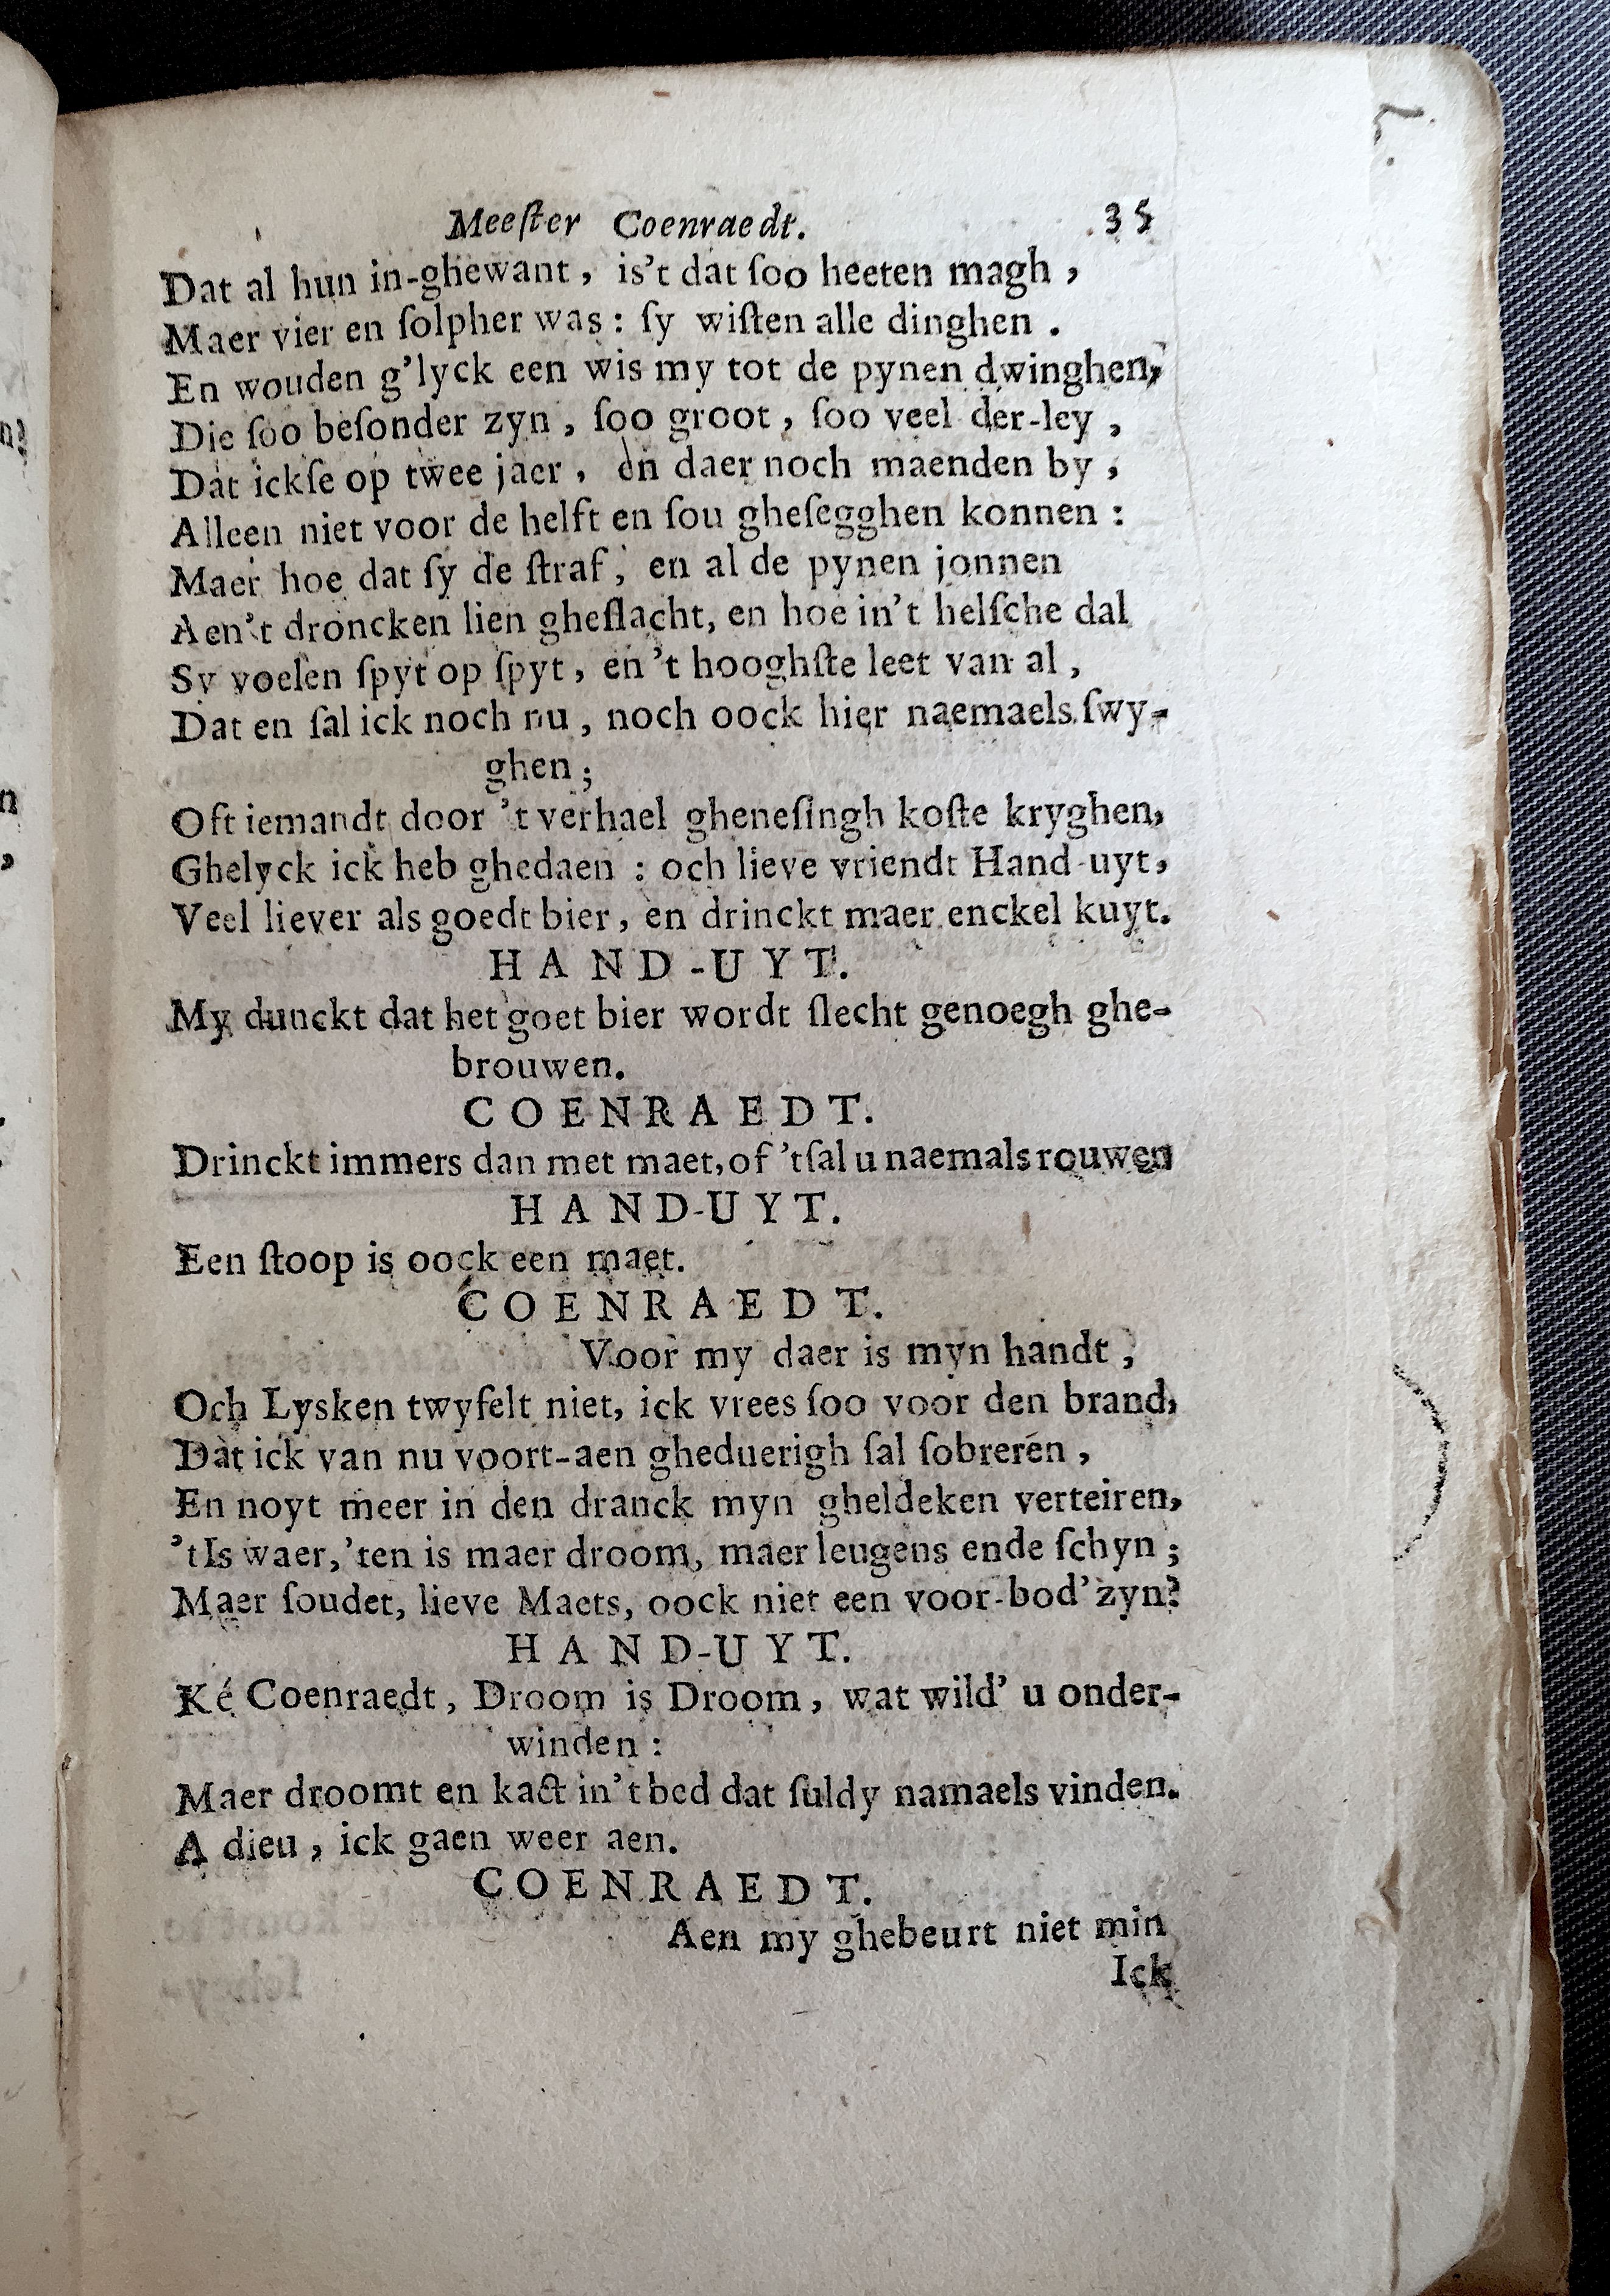 Meeſter Coenraedt. 35
Dat al hun in-ghewant, is't dat ſoo heeten magh,
Maer vier en ſolpher was: ſy wiſten alle dinghen.
En wouden g'lyck een wis my tot de pynen dwinghen,
Die ſoo beſonder zyn, ſoo groot, ſoo veel der-ley,
Dat ickſe op twee jaer, en daer noch maenden by,
Alleen niet voor de helft en ſou gheſegghen konnen:
Maer hoe dat ſy de ſtraf, en al de pynen jonnen
Aen't droncken lien gheſlacht, en hoe in't helſche dal
Sy voelen ſpyt op ſpyt, en 't hooghſte leet van al,
Dat en ſal ick noch nu, noch oock hier naemaels ſwy-
ghen;
Oft iemandt door 't verhael gheneſingh koſte kryghen,
Ghelyck ick heb ghedaen: och lieve vriendt Hand-uyt,
Veel liever als goedt bier, en drinckt maer enckel kuyt.
HAND-UYT.
My dunckt dat het goet bier wordt ſlecht genoegh ghe-
brouwen.
COENRAEDT.
Drinckt immers dan met maet, of 't ſal u naemals rouwen
HAND-UYT.
Een ſtoop is oock een maet.
COENRAEDT.
Voor my daer is myn handt,
Och Lysken twyfelt niet, ick vrees ſoo voor den brand,
Dat ick van nu voort-aen gheduerigh ſal ſobreren,
En noyt meer in den dranck myn gheldeken verteiren,
't Is waer, 'ten is maer droom, maer leugens ende ſchyn;
Maer ſoudet, lieve Maets, oock niet een voor-bod' zyn?
HAND-UYT.
Ké Coenraedt, Droom is Droom, wat wild' u onder-
winden:
Maer droomt en kact in't bed dat ſuldy namaels vinden.
A dieu, ick gaen weer aen.
COENRAEDT.
Aen my ghebeurt niet min
Ick